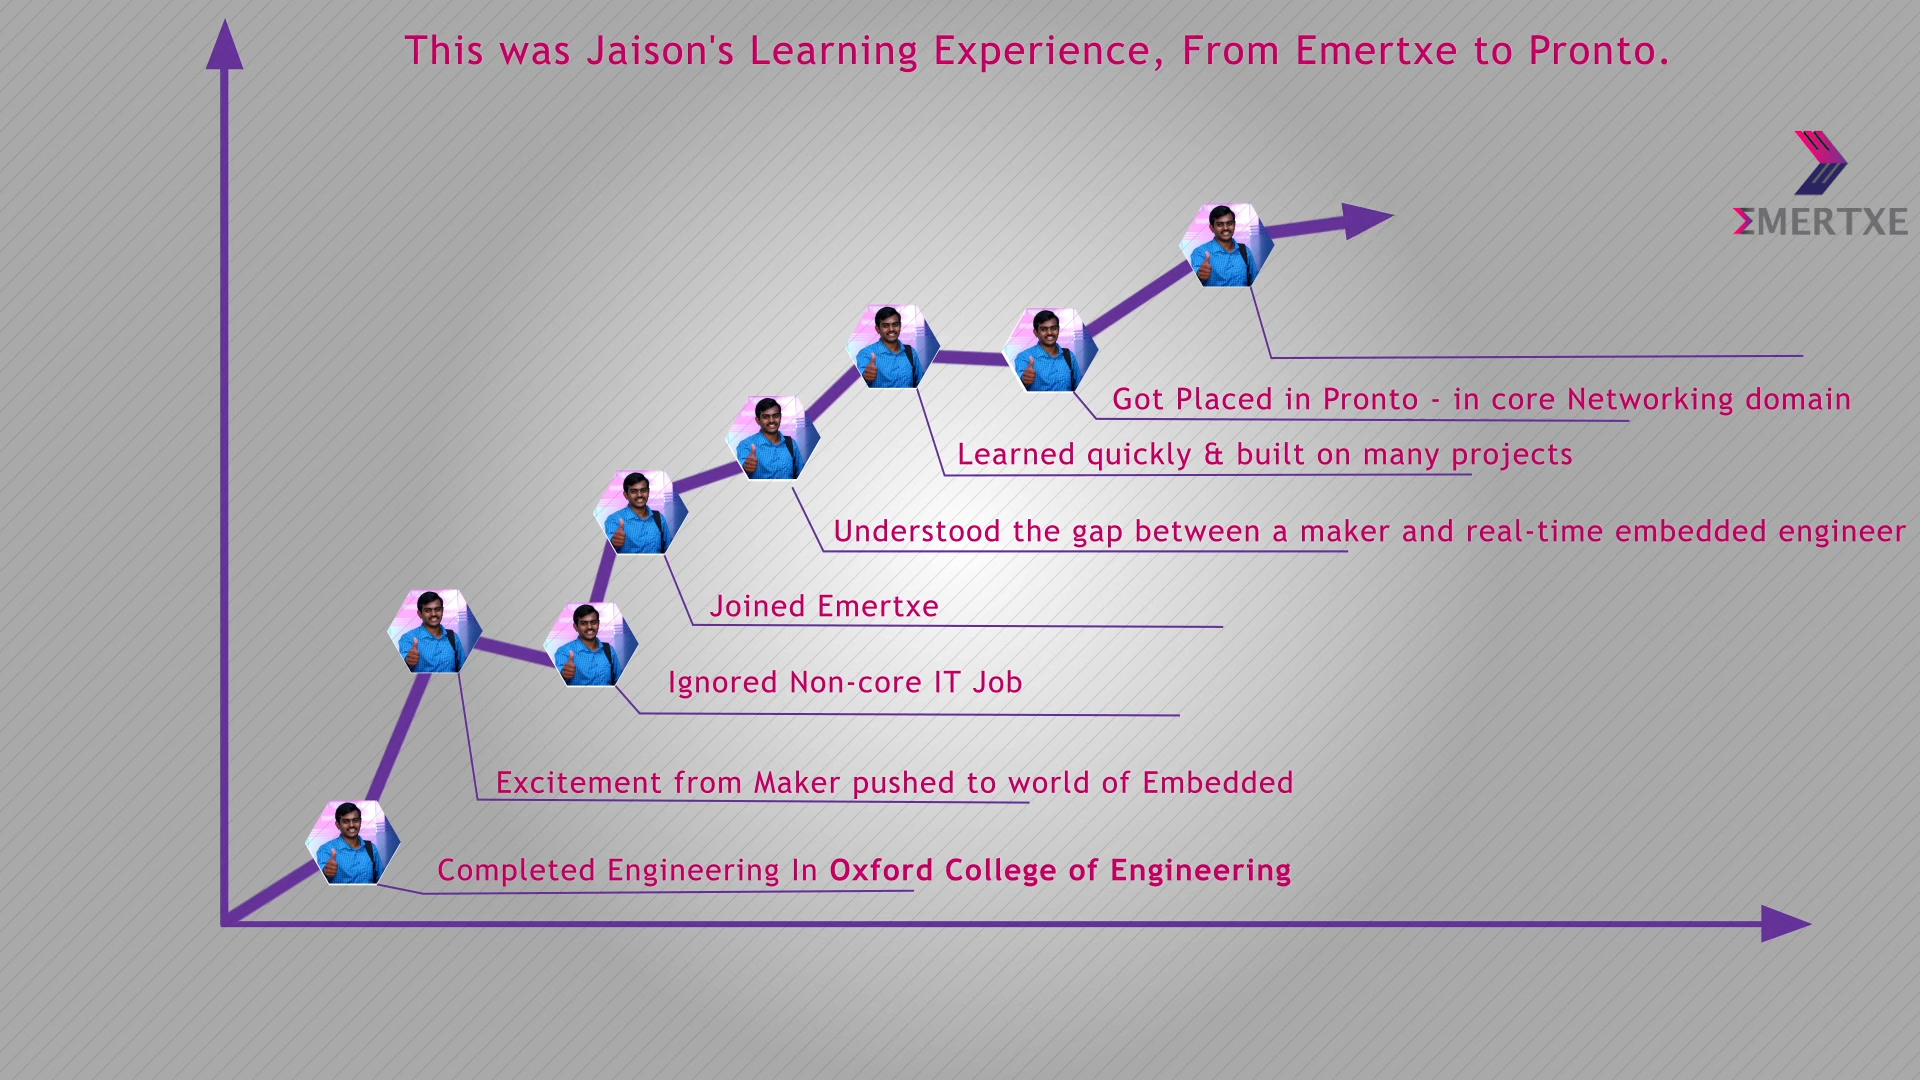 This was Jaison's Learning Experience, From Emertxe to Pronto.
EMERTXE
Got Placed in Pronto - in core Networking domain
Learned quickly & built on many projects
Understood the gap between a maker and real-time embedded engineer
Joined Emertxe
Ignored Non-core IT Job
Excitement from Maker pushed to world of Embedded
Completed Engineering In Oxford College of Engineering